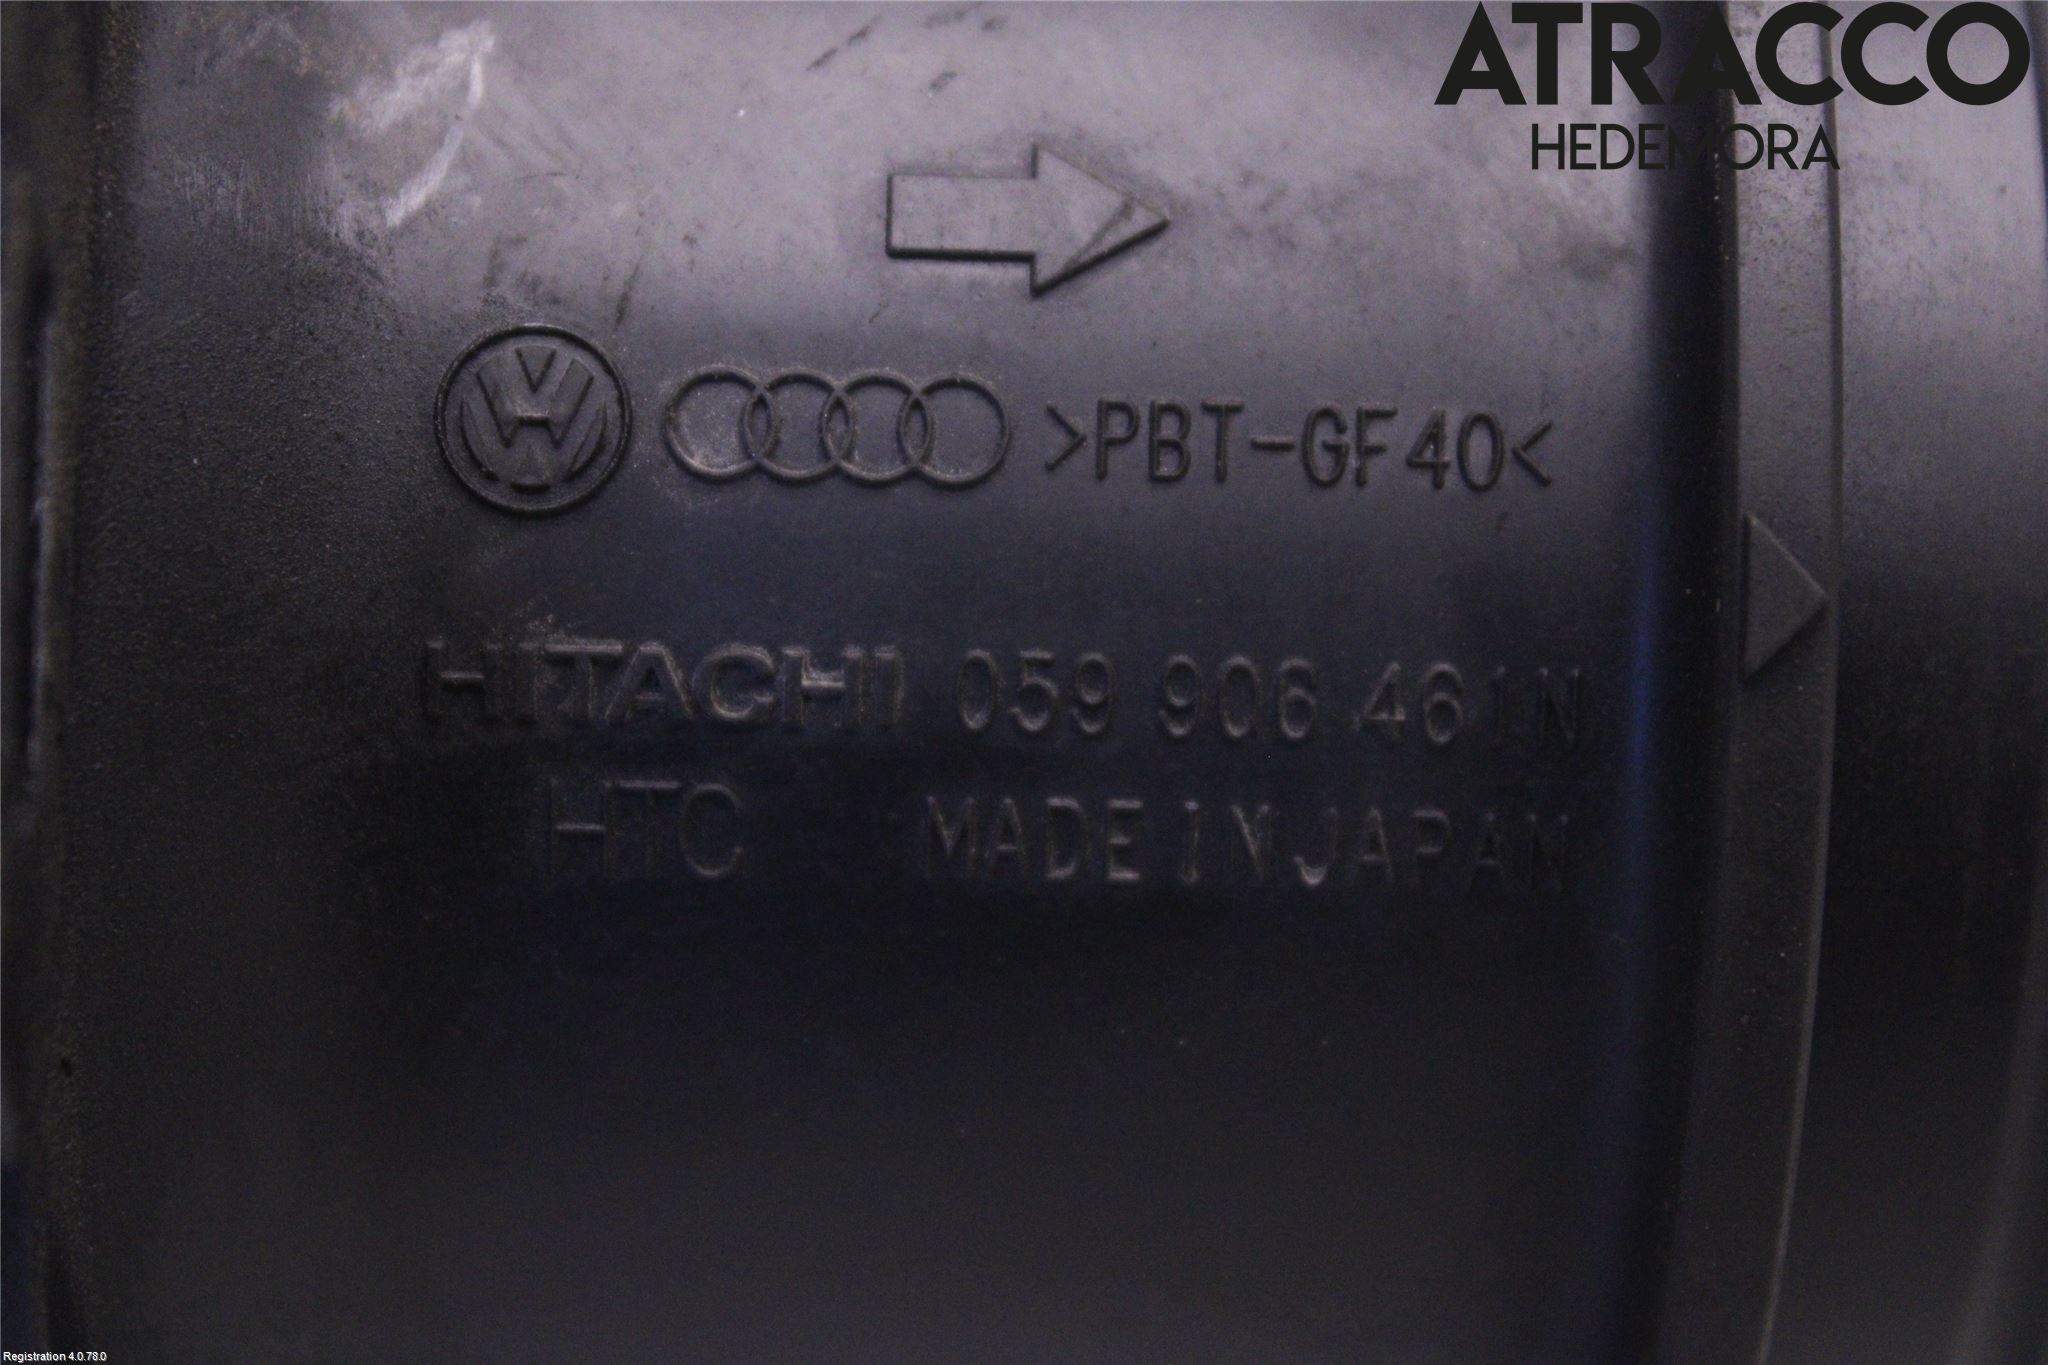 ATRACCO
HEDEMORA
>PBT-GF40<
HITACHI 059 906 461N
HTC MADE IN JAPAN
Registration 4.0.78.0